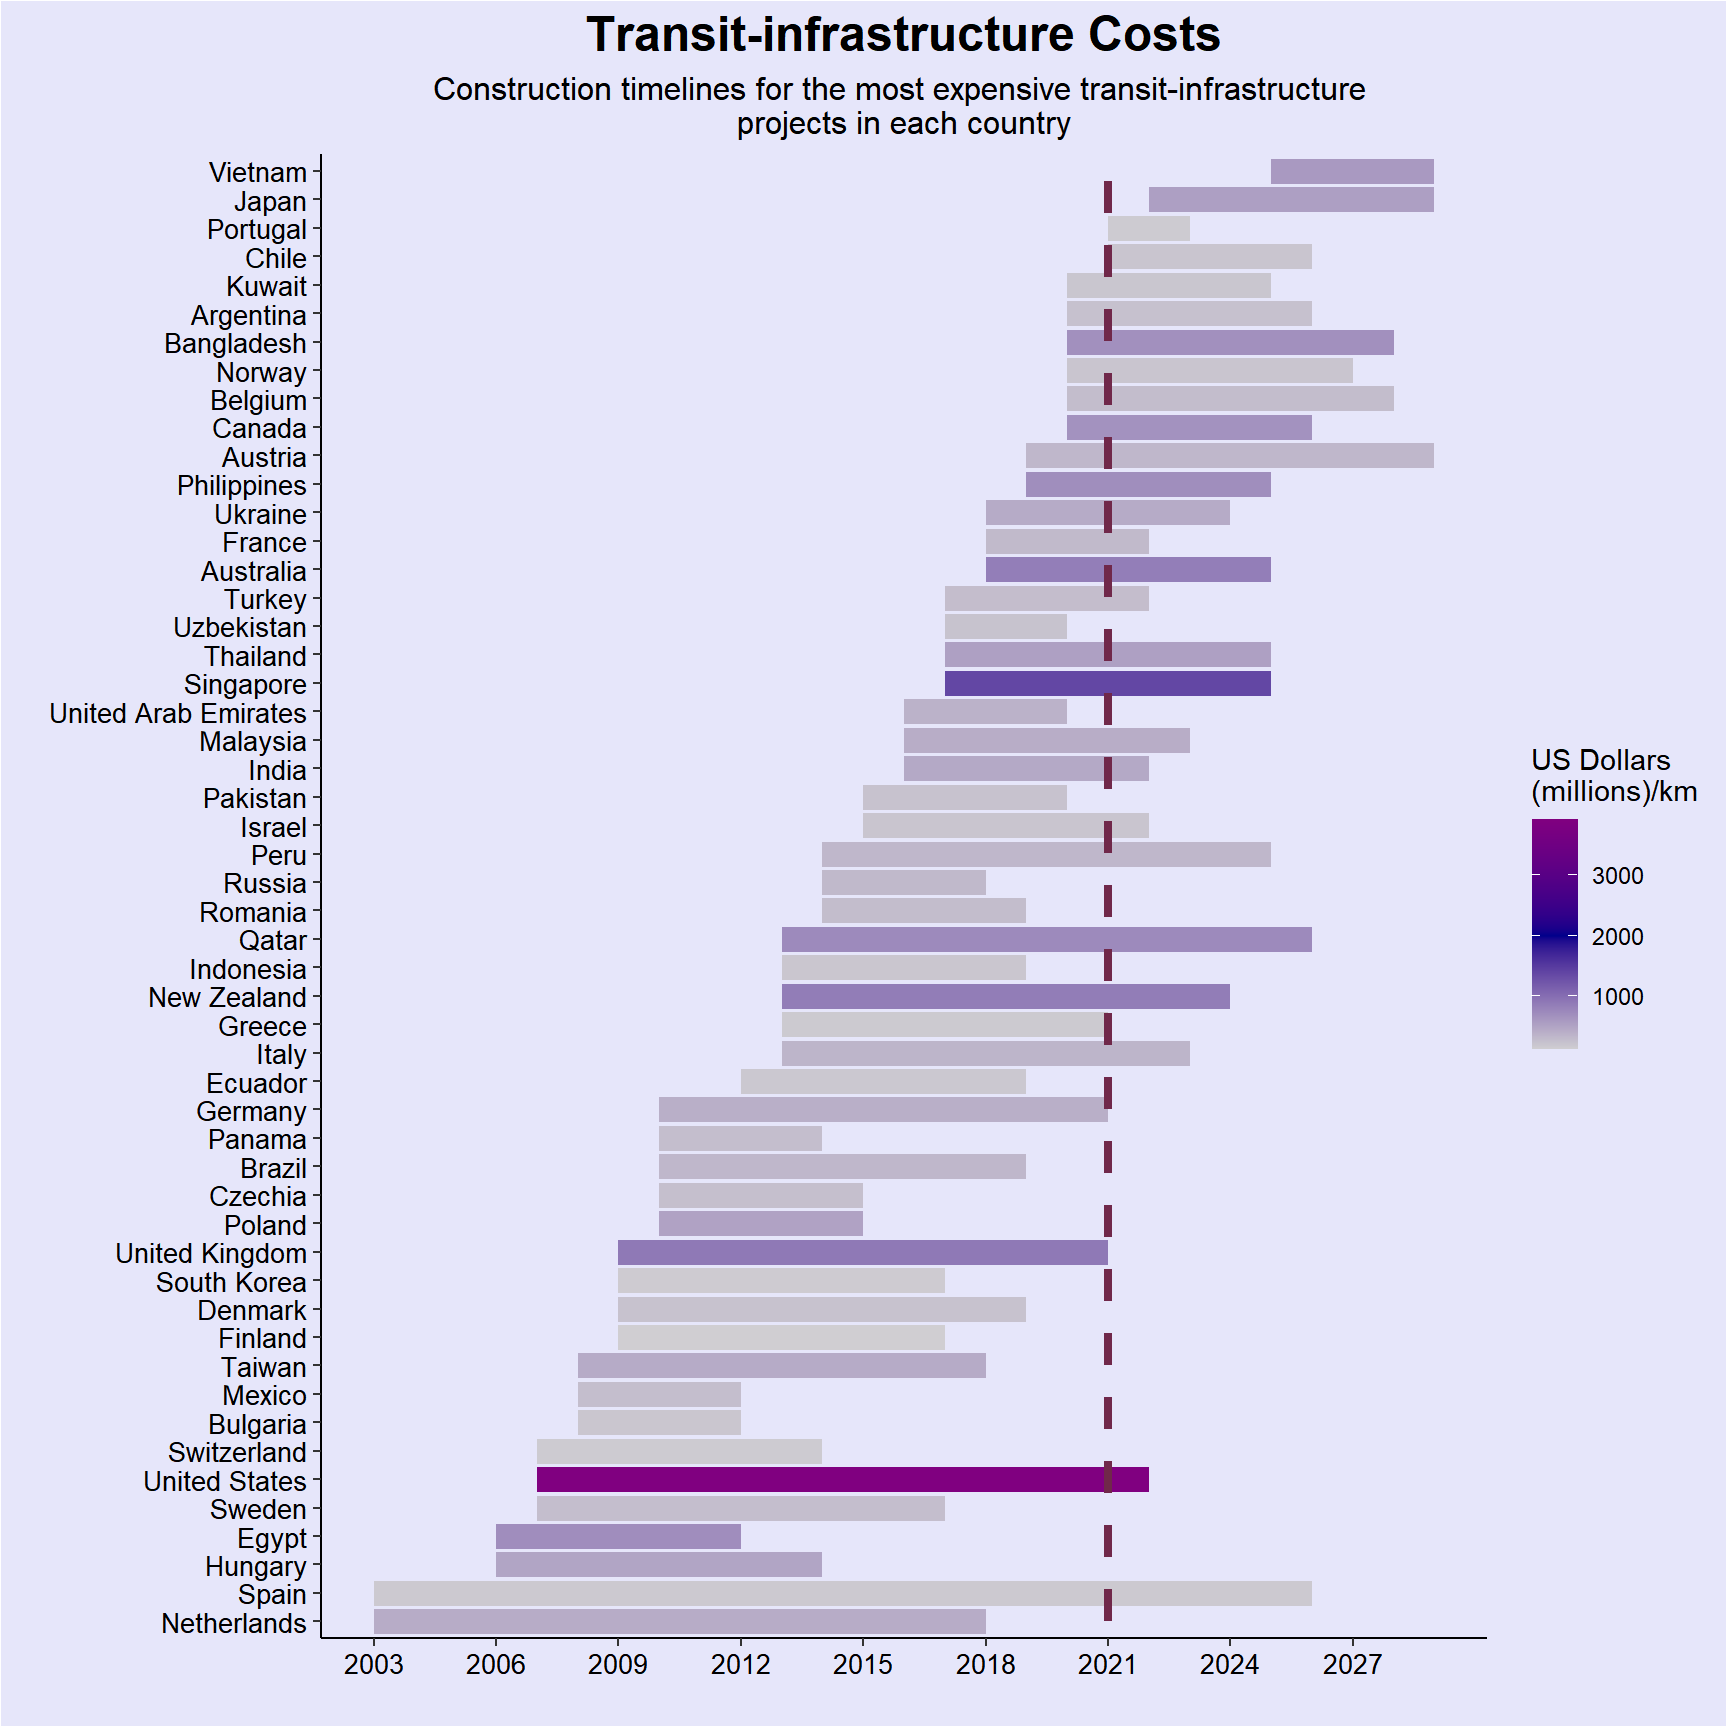 Transit-infrastructure Costs
Construction timelines for the most expensive transit-infrastructure
projects in each country
Vietnam
Japan
Portugal
Chile
Kuwait
Argentina
Bangladesh
Norway
Belgium
Canada
Austria
Philippines
Ukraine
France
Australia
Turkey
Uzbekistan
Thailand
Singapore
United Arab Emirates
Malaysia
India
Pakistan
Israel
Peru
Russia
Romania
Qatar
Indonesia
New Zealand
Greece
Italy
Ecuador
Germany
Panama
Brazil
Czechia
Poland
United Kingdom
South Korea
Denmark
Finland
Taiwan
Mexico
Bulgaria
Switzerland
United States
Sweden
Egypt
Hungary
Spain
Netherlands
2003 2006 2009 2012 2015 2018 2021 2024 2027
US Dollars
(millions)/km
3000
2000
1000